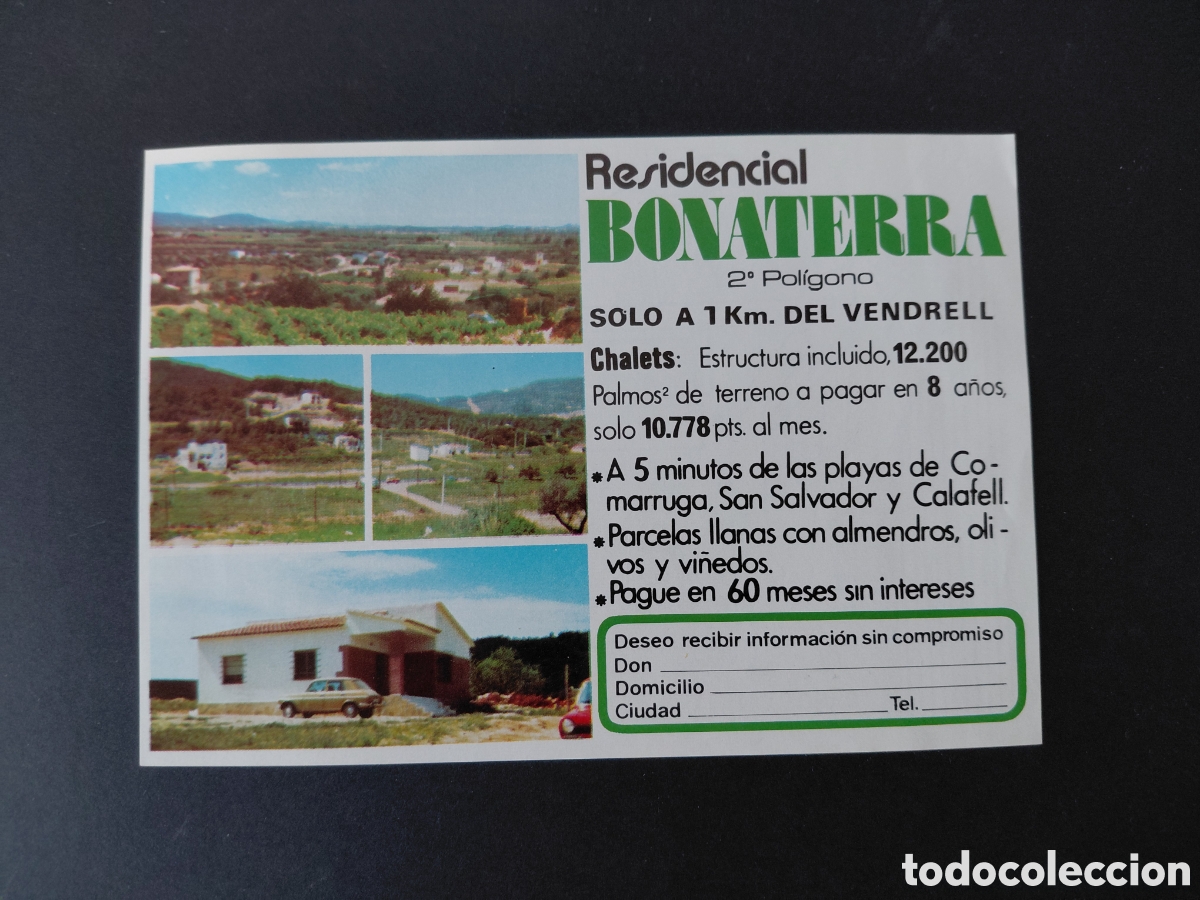 Residencial
BONATERRA
2º Polígono
SOLO A 1 Km. DEL VENDRELL
Chalets: Estructura incluido, 12.200
Palmos² de terreno a pagar en 8 años,
solo 10.778 pts. al mes.
* A 5 minutos de las playas de Co-
marruga, San Salvador y Calafell.
* Parcelas llanas con almendros, oli-
vos y viñedos.
* Pague en 60 meses sin intereses
Deseo recibir información sin compromiso
Don
Domicilio
Ciudad Tel.
todocoleccion